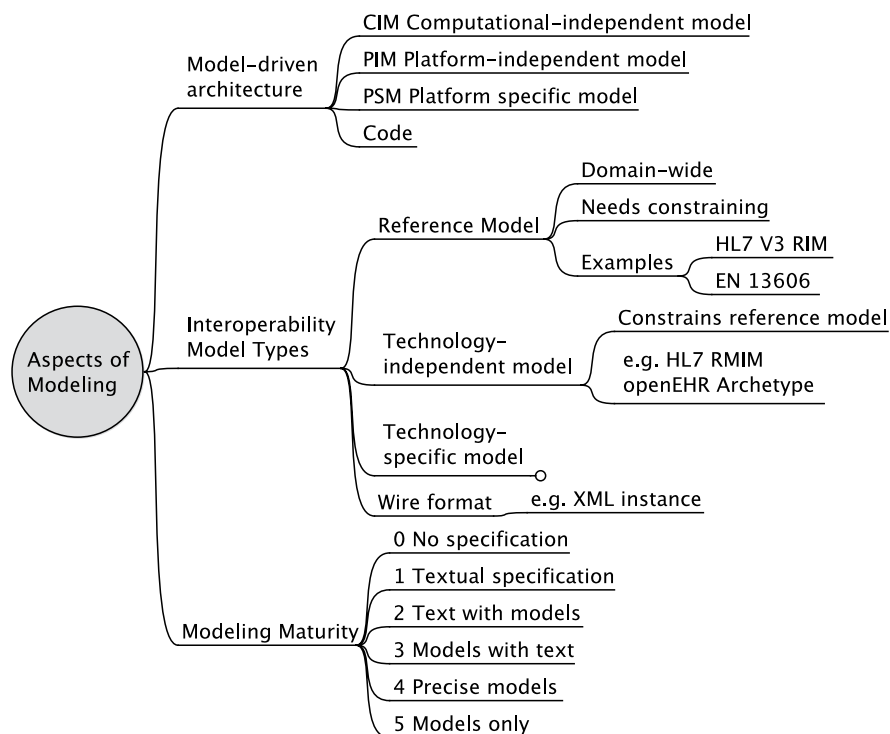 CIM Computational-independent model
Model-driven
architecture
PIM Platform-independent model
PSM Platform specific model
Code
Domain-wide
Reference Model
Needs constraining
Examples
HL7 V3 RIM
EN 13606
Aspects of
Modeling
Interoperability
Model Types
Technology-
independent model
Constrains reference model
e.g. HL7 RMIM
openEHR Archetype
Technology-
specific model
Wire format
e.g. XML instance
Modeling Maturity
0 No specification
1 Textual specification
2 Text with models
3 Models with text
4 Precise models
5 Models only